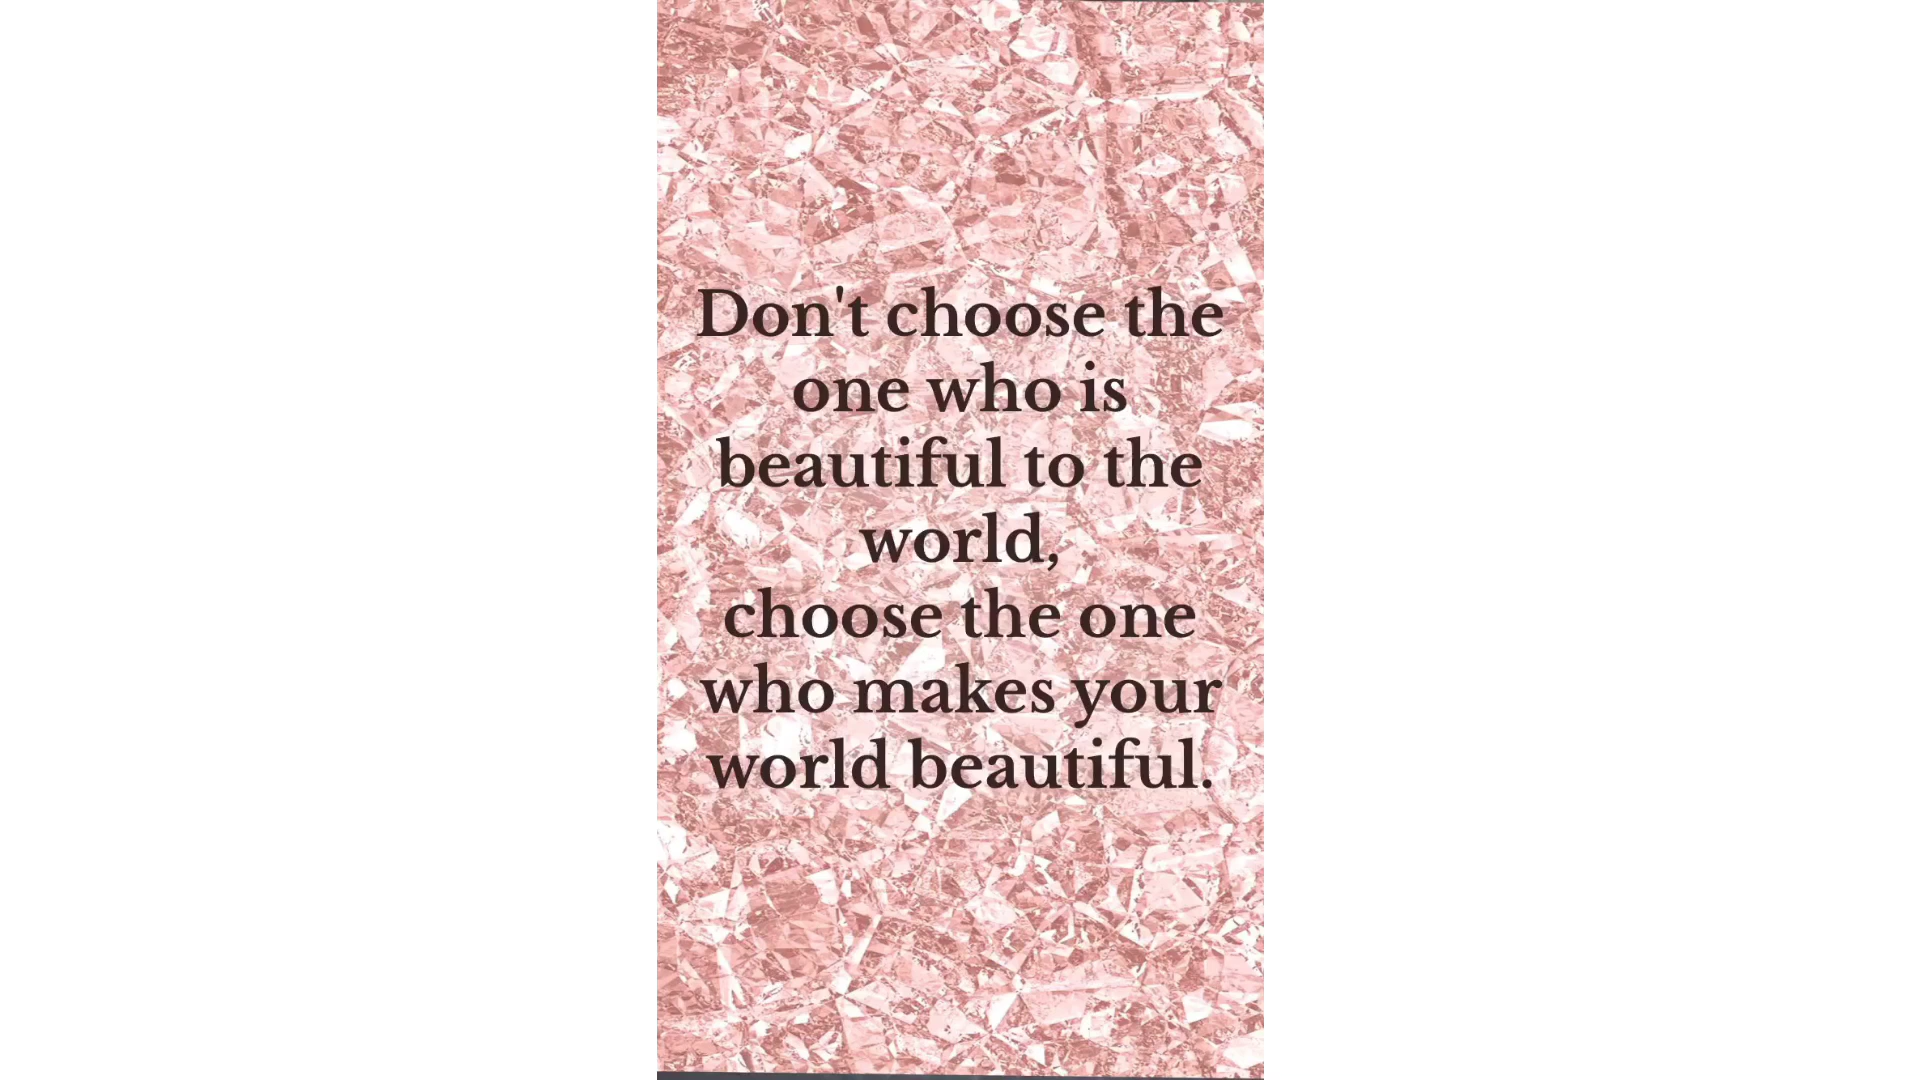 Don't choose the
one who is
beautiful to the
world,
choose the one
who makes your
world beautiful.